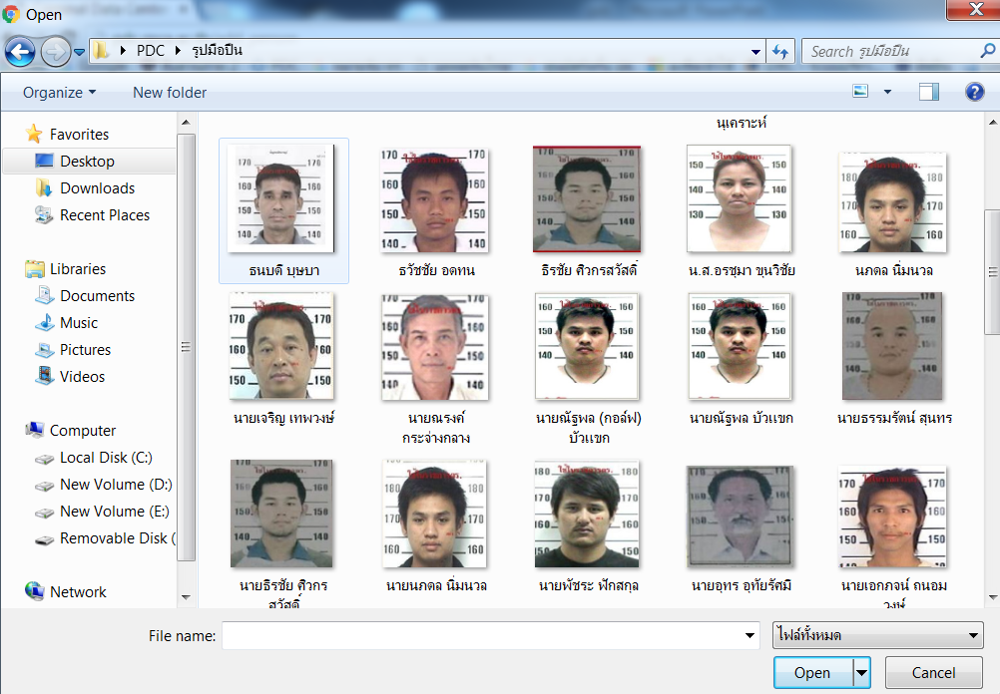 Open
PDC
รูปมือปืน
Search รูปมือปืน
Organize
New folder
Favorites
Desktop
Downloads
Recent Places
Libraries
Documents
Music
Pictures
Videos
Computer
Local Disk (C:)
New Volume (D:)
New Volume (E:)
Removable Disk (
Network
นุเคราะห์
ธนบดี บุษบา
ธวัชชัย อดทน
ธิรชัย ศิวกรสวัสดิ์
น.ส.อรชุมา ขุนวิชัย
นภดล นิ่มนวล
นายเจริญ เทพวงษ์
นายณรงค์
กระจ่างกลาง
นายณัฐพล (กอล์ฟ)
บัวแขก
นายณัฐพล บัวแขก
นายธรรมรัตน์ สุนทร
นายธิรชัย ศิวกร
สวัสดิ์
นายนภดล นิ่มนวล
นายพัชระ ฟักสกุล
นายอุทร อุทัยรัศมี
นายเอกภจน์ ถนอม
วงษ์
File name:
ไฟล์ทั้งหมด
Open
Cancel